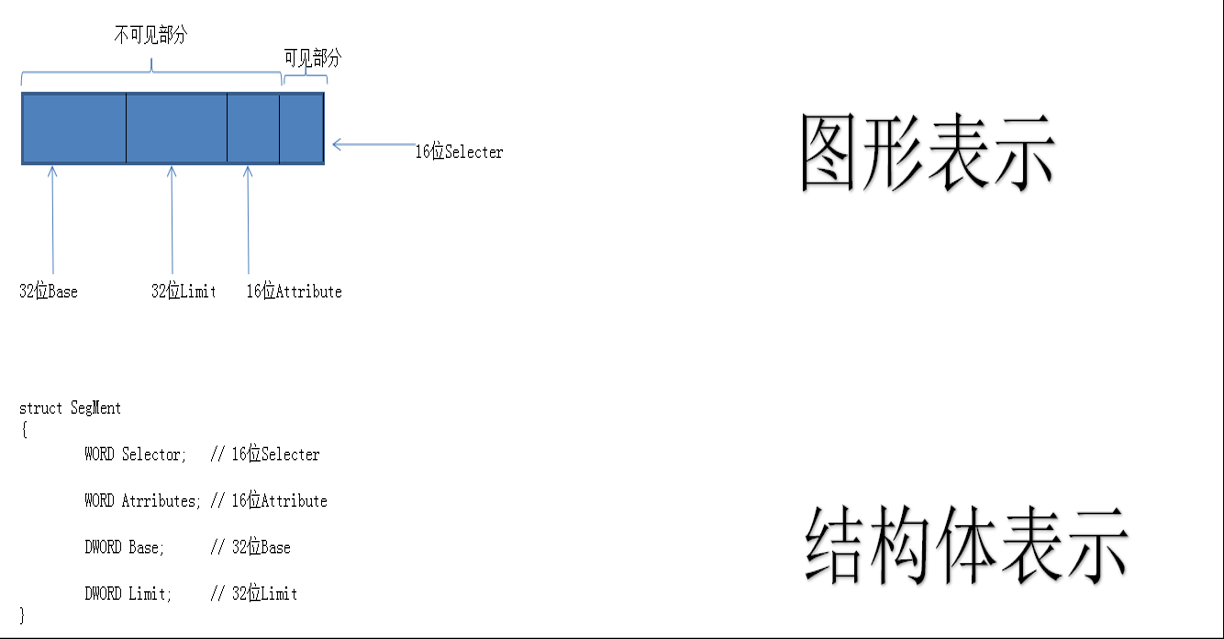 不可见部分
可见部分
16位Selecter
图形表示
32位Base
32位Limit
16位Attribute
struct SegMent
{
WORD Selector; // 16位Selecter
WORD Atrributes; // 16位Attribute
DWORD Base; // 32位Base
DWORD Limit; // 32位Limit
}
结构体表示